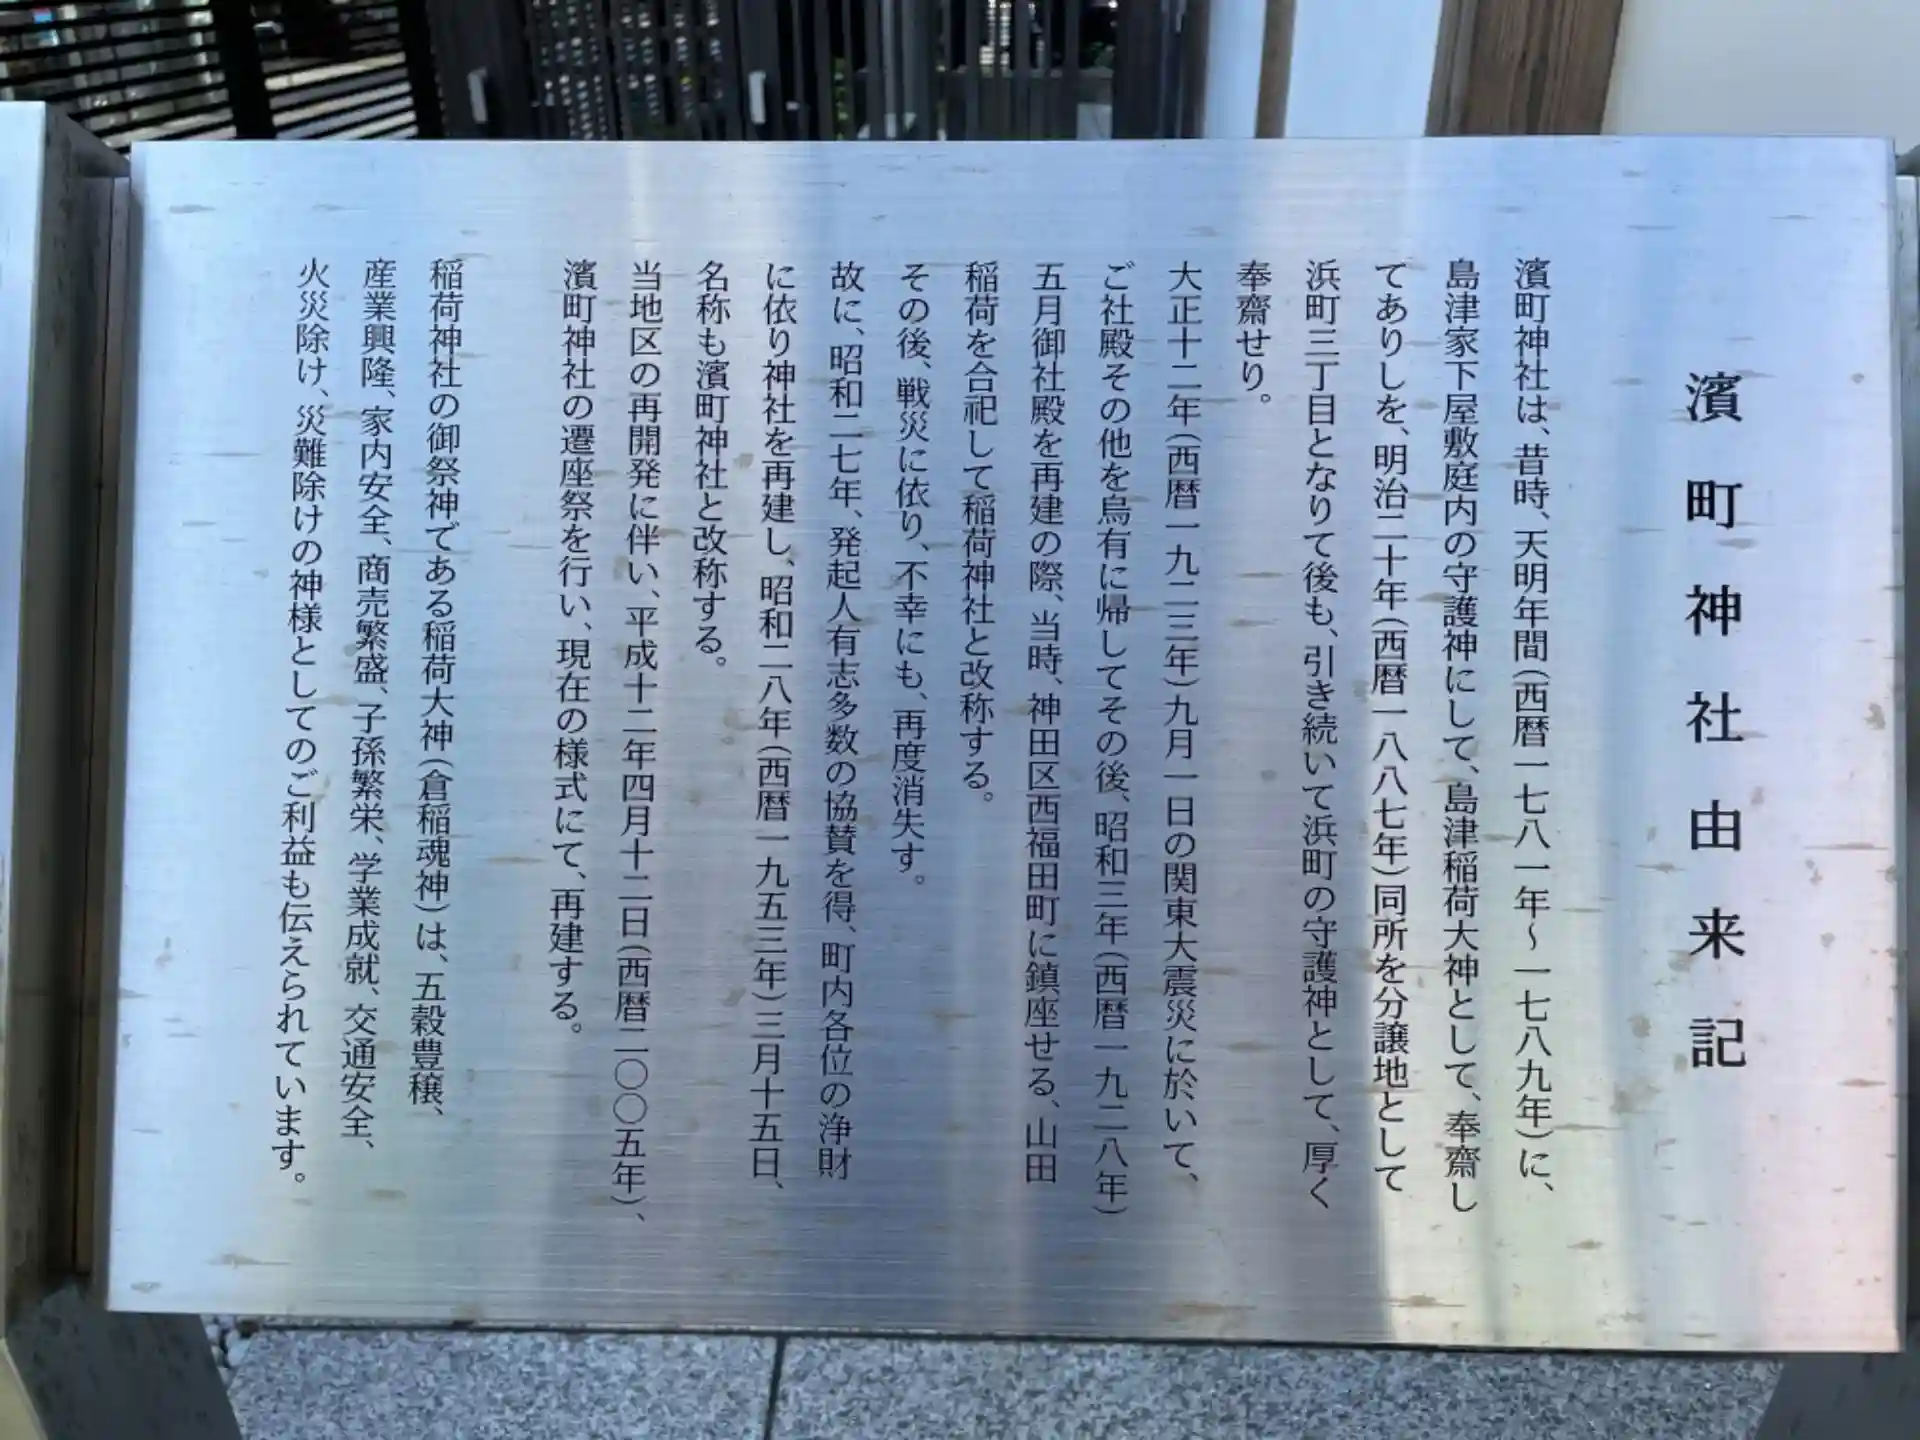 濱町神社由来記
濱町神社は、昔時、天明年間（西暦一七八一年～一七八九年）に、
島津家下屋敷庭内の守護神にして、島津稲荷大神として、奉齋し
てありしを、明治二十年（西暦一八八七年）同所を分譲地として
浜町三丁目となりて後も、引き続いて浜町の守護神として、厚く
奉齋せり。
大正十二年（西暦一九二三年）九月一日の関東大震災に於いて、
ご社殿その他を烏有に帰してその後、昭和三年（西暦一九二八年）
五月御社殿を再建の際、当時、神田区西福田町に鎮座せる、山田
稲荷を合祀して稲荷神社と改称する。
その後、戦災に依り、不幸にも、再度消失す。
故に、昭和二七年、発起人有志多数の協賛を得、町内各位の浄財
に依り神社を再建し、昭和二八年（西暦一九五三年）三月十五日、
名称も濱町神社と改称する。
当地区の再開発に伴い、平成十二年四月十二日（西暦二〇〇五年）、
濱町神社の遷座祭を行い、現在の様式にて、再建する。
稲荷神社の御祭神である稲荷大神（倉稲魂神）は、五穀豊穣、
産業興隆、家内安全、商売繁盛、子孫繁栄、学業成就、交通安全、
火災除け、災難除けの神様としてのご利益も伝えられています。